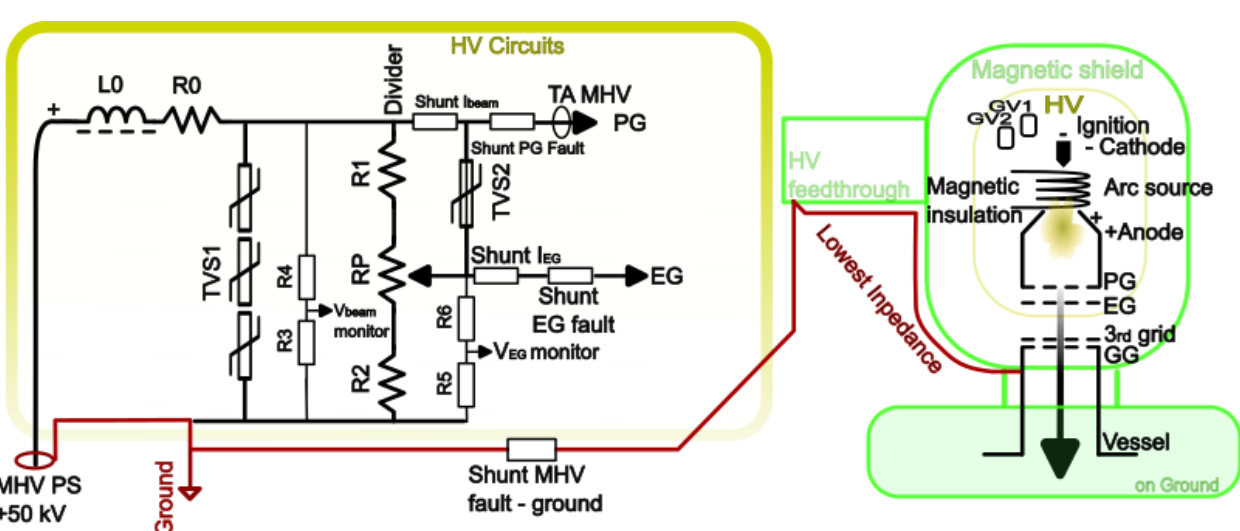 HV Circuits
L0
R0
+
Divider
Shunt Ibeam
TA MHV
PG
Shunt PG Fault
R1
TVS2
TVS1
R4
RP
Shunt IEG
EG
Vbeam
monitor
Shunt
EG fault
R6
R3
VEG monitor
R2
R5
MHV PS
+50 kV
Ground
Shunt MHV
fault - ground
HV
feedthrough
Lowest Inpedance
Magnetic shield
HV
GV1
GV2
Ignition
-
- Cathode
Magnetic
insulation
Arc source
+
+Anode
PG
EG
3rd grid
GG
Vessel
on Ground